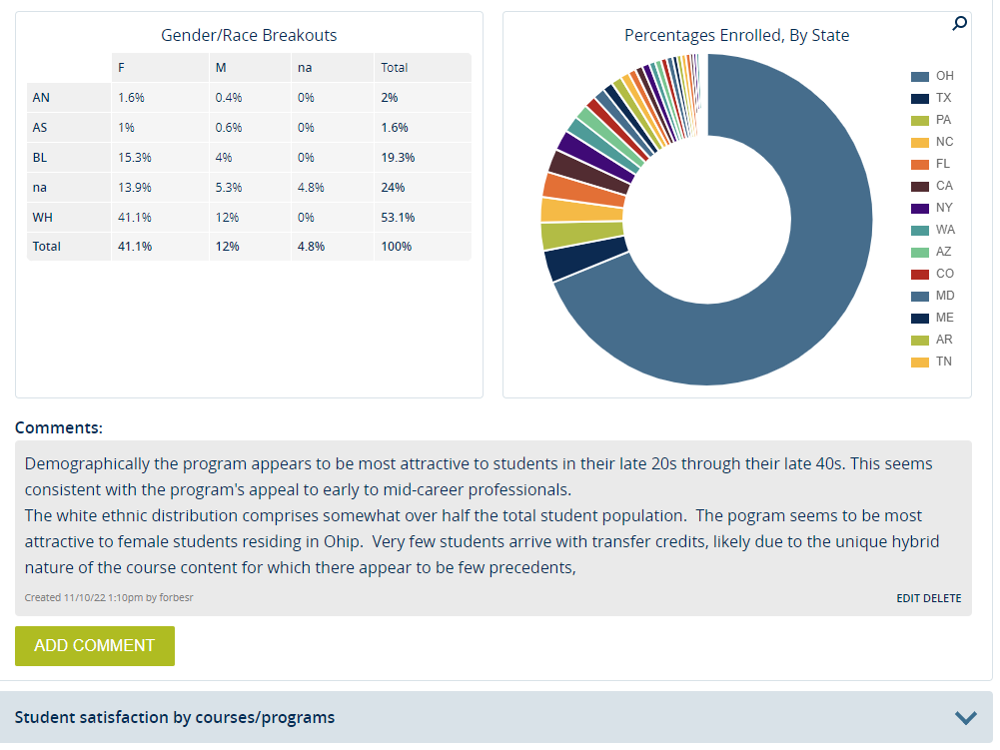 Gender/Race Breakouts
F M na Total
AN 1.6% 0.4% 0% 2%
AS 1% 0.6% 0% 1.6%
BL 15.3% 4% 0% 19.3%
na 13.9% 5.3% 4.8% 24%
WH 41.1% 12% 0% 53.1%
Total 41.1% 12% 4.8% 100%
Percentages Enrolled, By State
OH
TX
PA
NC
FL
CA
NY
WA
AZ
CO
MD
ME
AR
TN
Comments:
Demographically the program appears to be most attractive to students in their late 20s through their late 40s. This seems
consistent with the program's appeal to early to mid-career professionals.
The white ethnic distribution comprises somewhat over half the total student population. The pogram seems to be most
attractive to female students residing in Ohip. Very few students arrive with transfer credits, likely due to the unique hybrid
nature of the course content for which there appear to be few precedents,
Created 11/10/22 1:10pm by forbesr
EDIT DELETE
ADD COMMENT
Student satisfaction by courses/programs